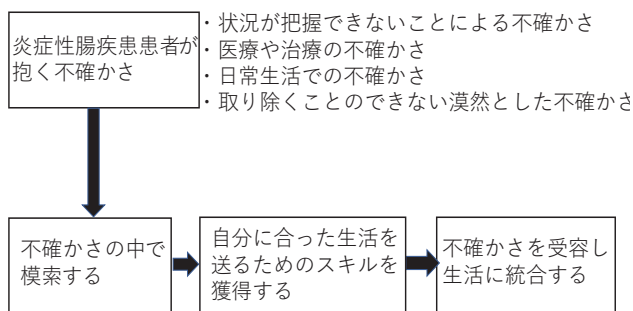 炎症性腸疾患患者が
抱く不確かさ
・状況が把握できないことによる不確かさ
・医療や治療の不確かさ
・日常生活での不確かさ
・取り除くことのできない漠然とした不確かさ
不確かさの中で
模索する
自分に合った生活を
送るためのスキルを
獲得する
不確かさを受容し
生活に統合する